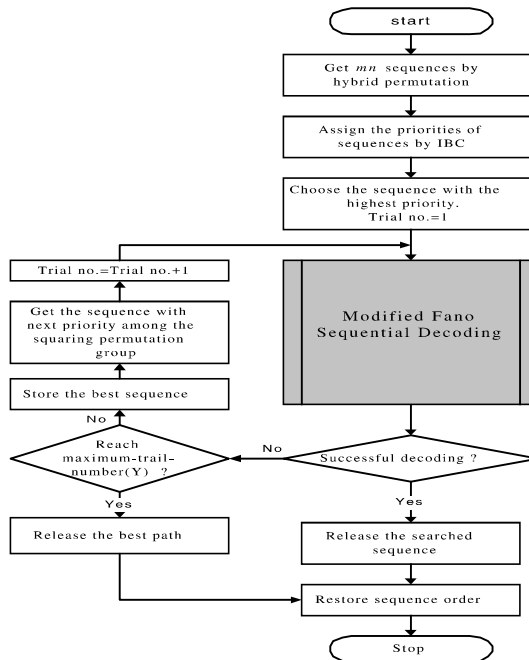 start
Get mn sequences by
hybrid permutation
Assign the priorities of
sequences by IBC
Choose the sequence with the
highest priority.
Trial no.=1
Trial no.=Trial no.+1
Modified Fano
Sequential Decoding
Get the sequence with
next priority among the
squaring permutation
group
Store the best sequence
No
Reach
maximum-trail-
number(Y) ?
No
Successful decoding ?
Yes
Yes
Release the best path
Release the searched
sequence
Restore sequence order
Stop